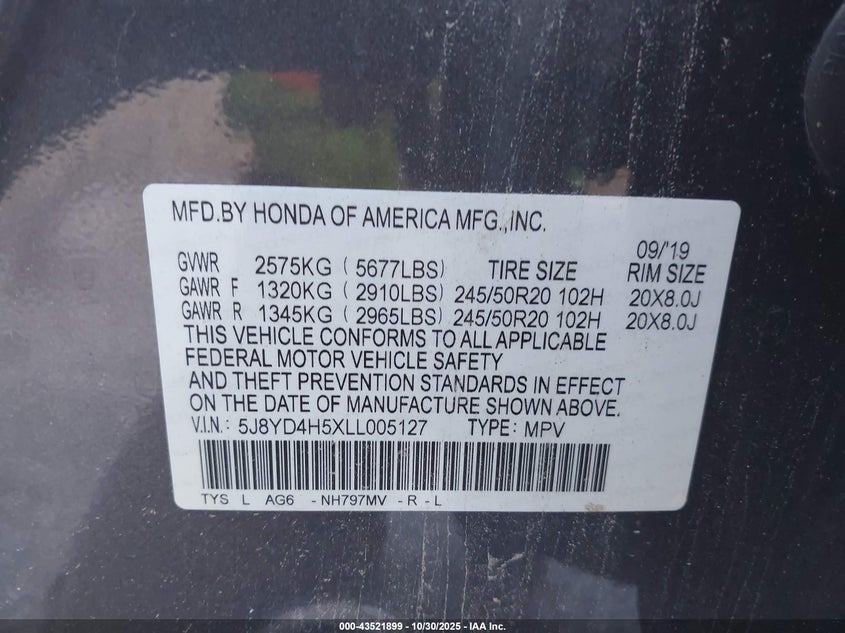 MFD.BY HONDA OF AMERICA MFG.,INC.
09/'19
GVWR 2575KG ( 5677LBS) TIRE SIZE RIM SIZE
GAWR F 1320KG ( 2910LBS) 245/50R20 102H 20X8.0J
GAWR R 1345KG ( 2965LBS) 245/50R20 102H 20X8.0J
THIS VEHICLE CONFORMS TO ALL APPLICABLE
FEDERAL MOTOR VEHICLE SAFETY
AND THEFT PREVENTION STANDARDS IN EFFECT
ON THE DATE OF MANUFACTURE SHOWN ABOVE.
V.I.N.: 5J8YD4H5XLL005127 TYPE: MPV
TYS L AG6 -NH797MV -R -L
000-43521899 | 10/30/2025 - IAA Inc.